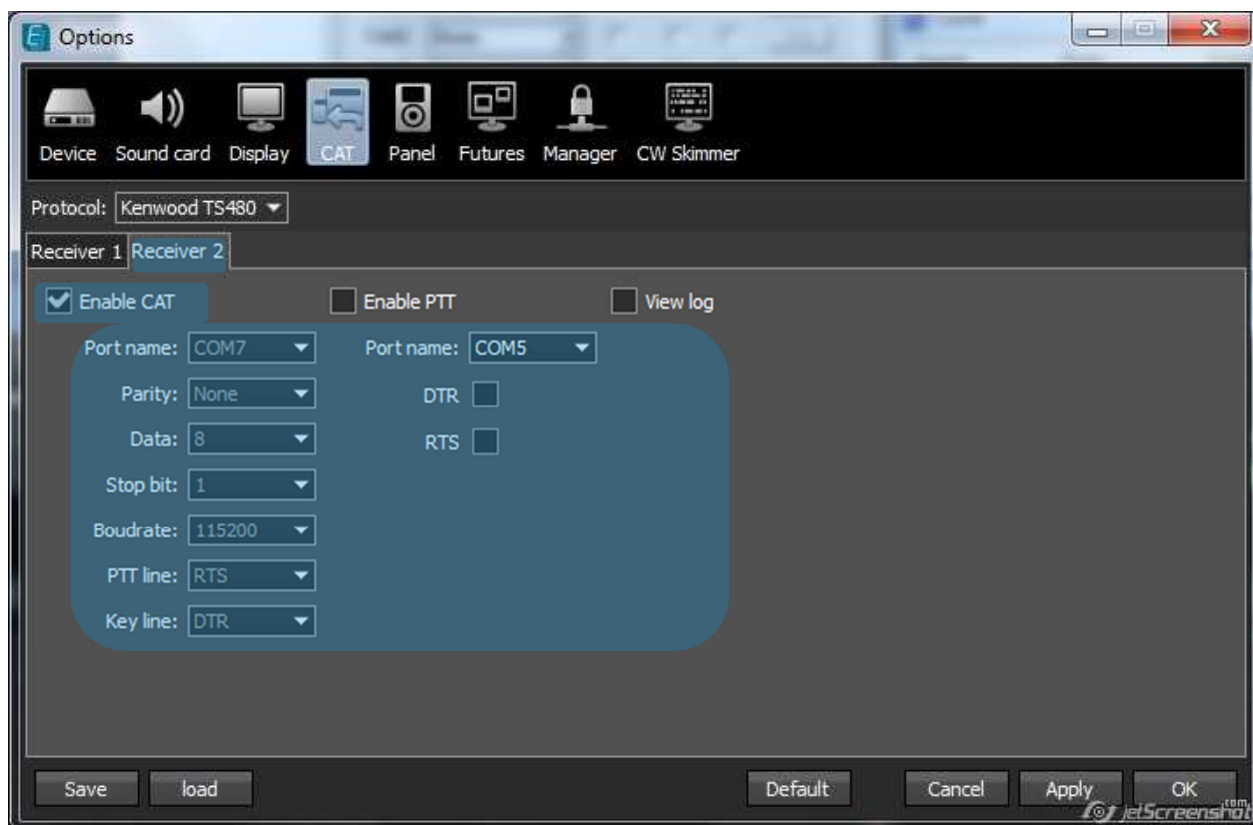 Options
Device Sound card Display CAT Panel Futures Manager CW Skimmer
Protocol: Kenwood TS480
Receiver 1 Receiver 2
Enable CAT Enable PTT View log
Port name: COM7 Port name: COM5
Parity: None DTR
Data: 8 RTS
Stop bit: 1
Boudrate: 115200
PTT line: RTS
Key line: DTR
Save load Default Cancel Apply OK
jetScreenshot.com